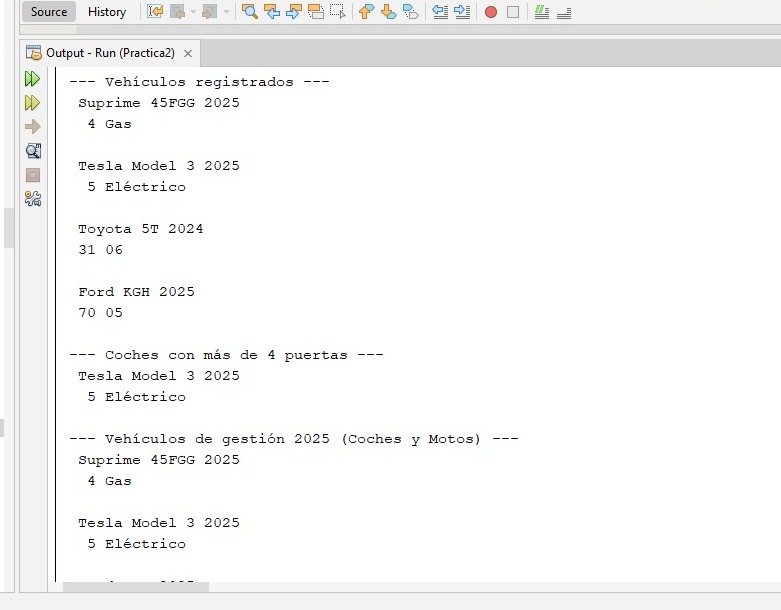 Source History
Output - Run (Practica2)
--- Vehículos registrados ---
Suprime 45FGG 2025
4 Gas
Tesla Model 3 2025
5 Eléctrico
Toyota 5T 2024
31 06
Ford KGH 2025
70 05
--- Coches con más de 4 puertas ---
Tesla Model 3 2025
5 Eléctrico
--- Vehículos de gestión 2025 (Coches y Motos) ---
Suprime 45FGG 2025
4 Gas
Tesla Model 3 2025
5 Eléctrico